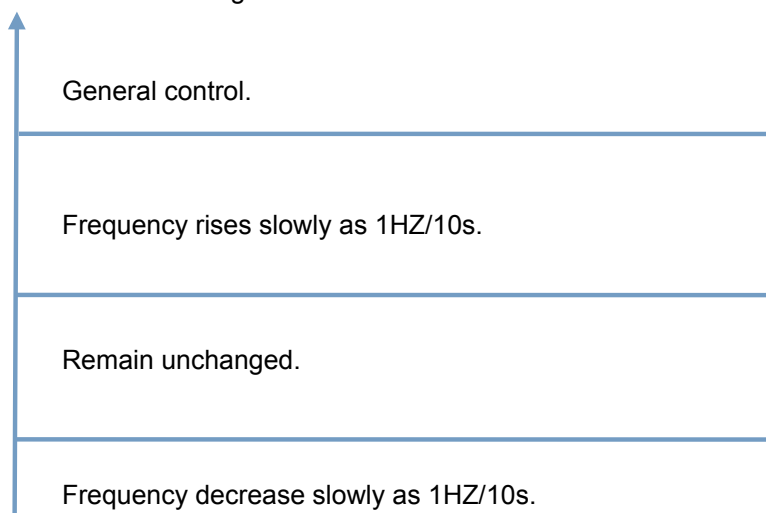 General control.
Frequency rises slowly as 1HZ/10s.
Remain unchanged.
Frequency decrease slowly as 1HZ/10s.